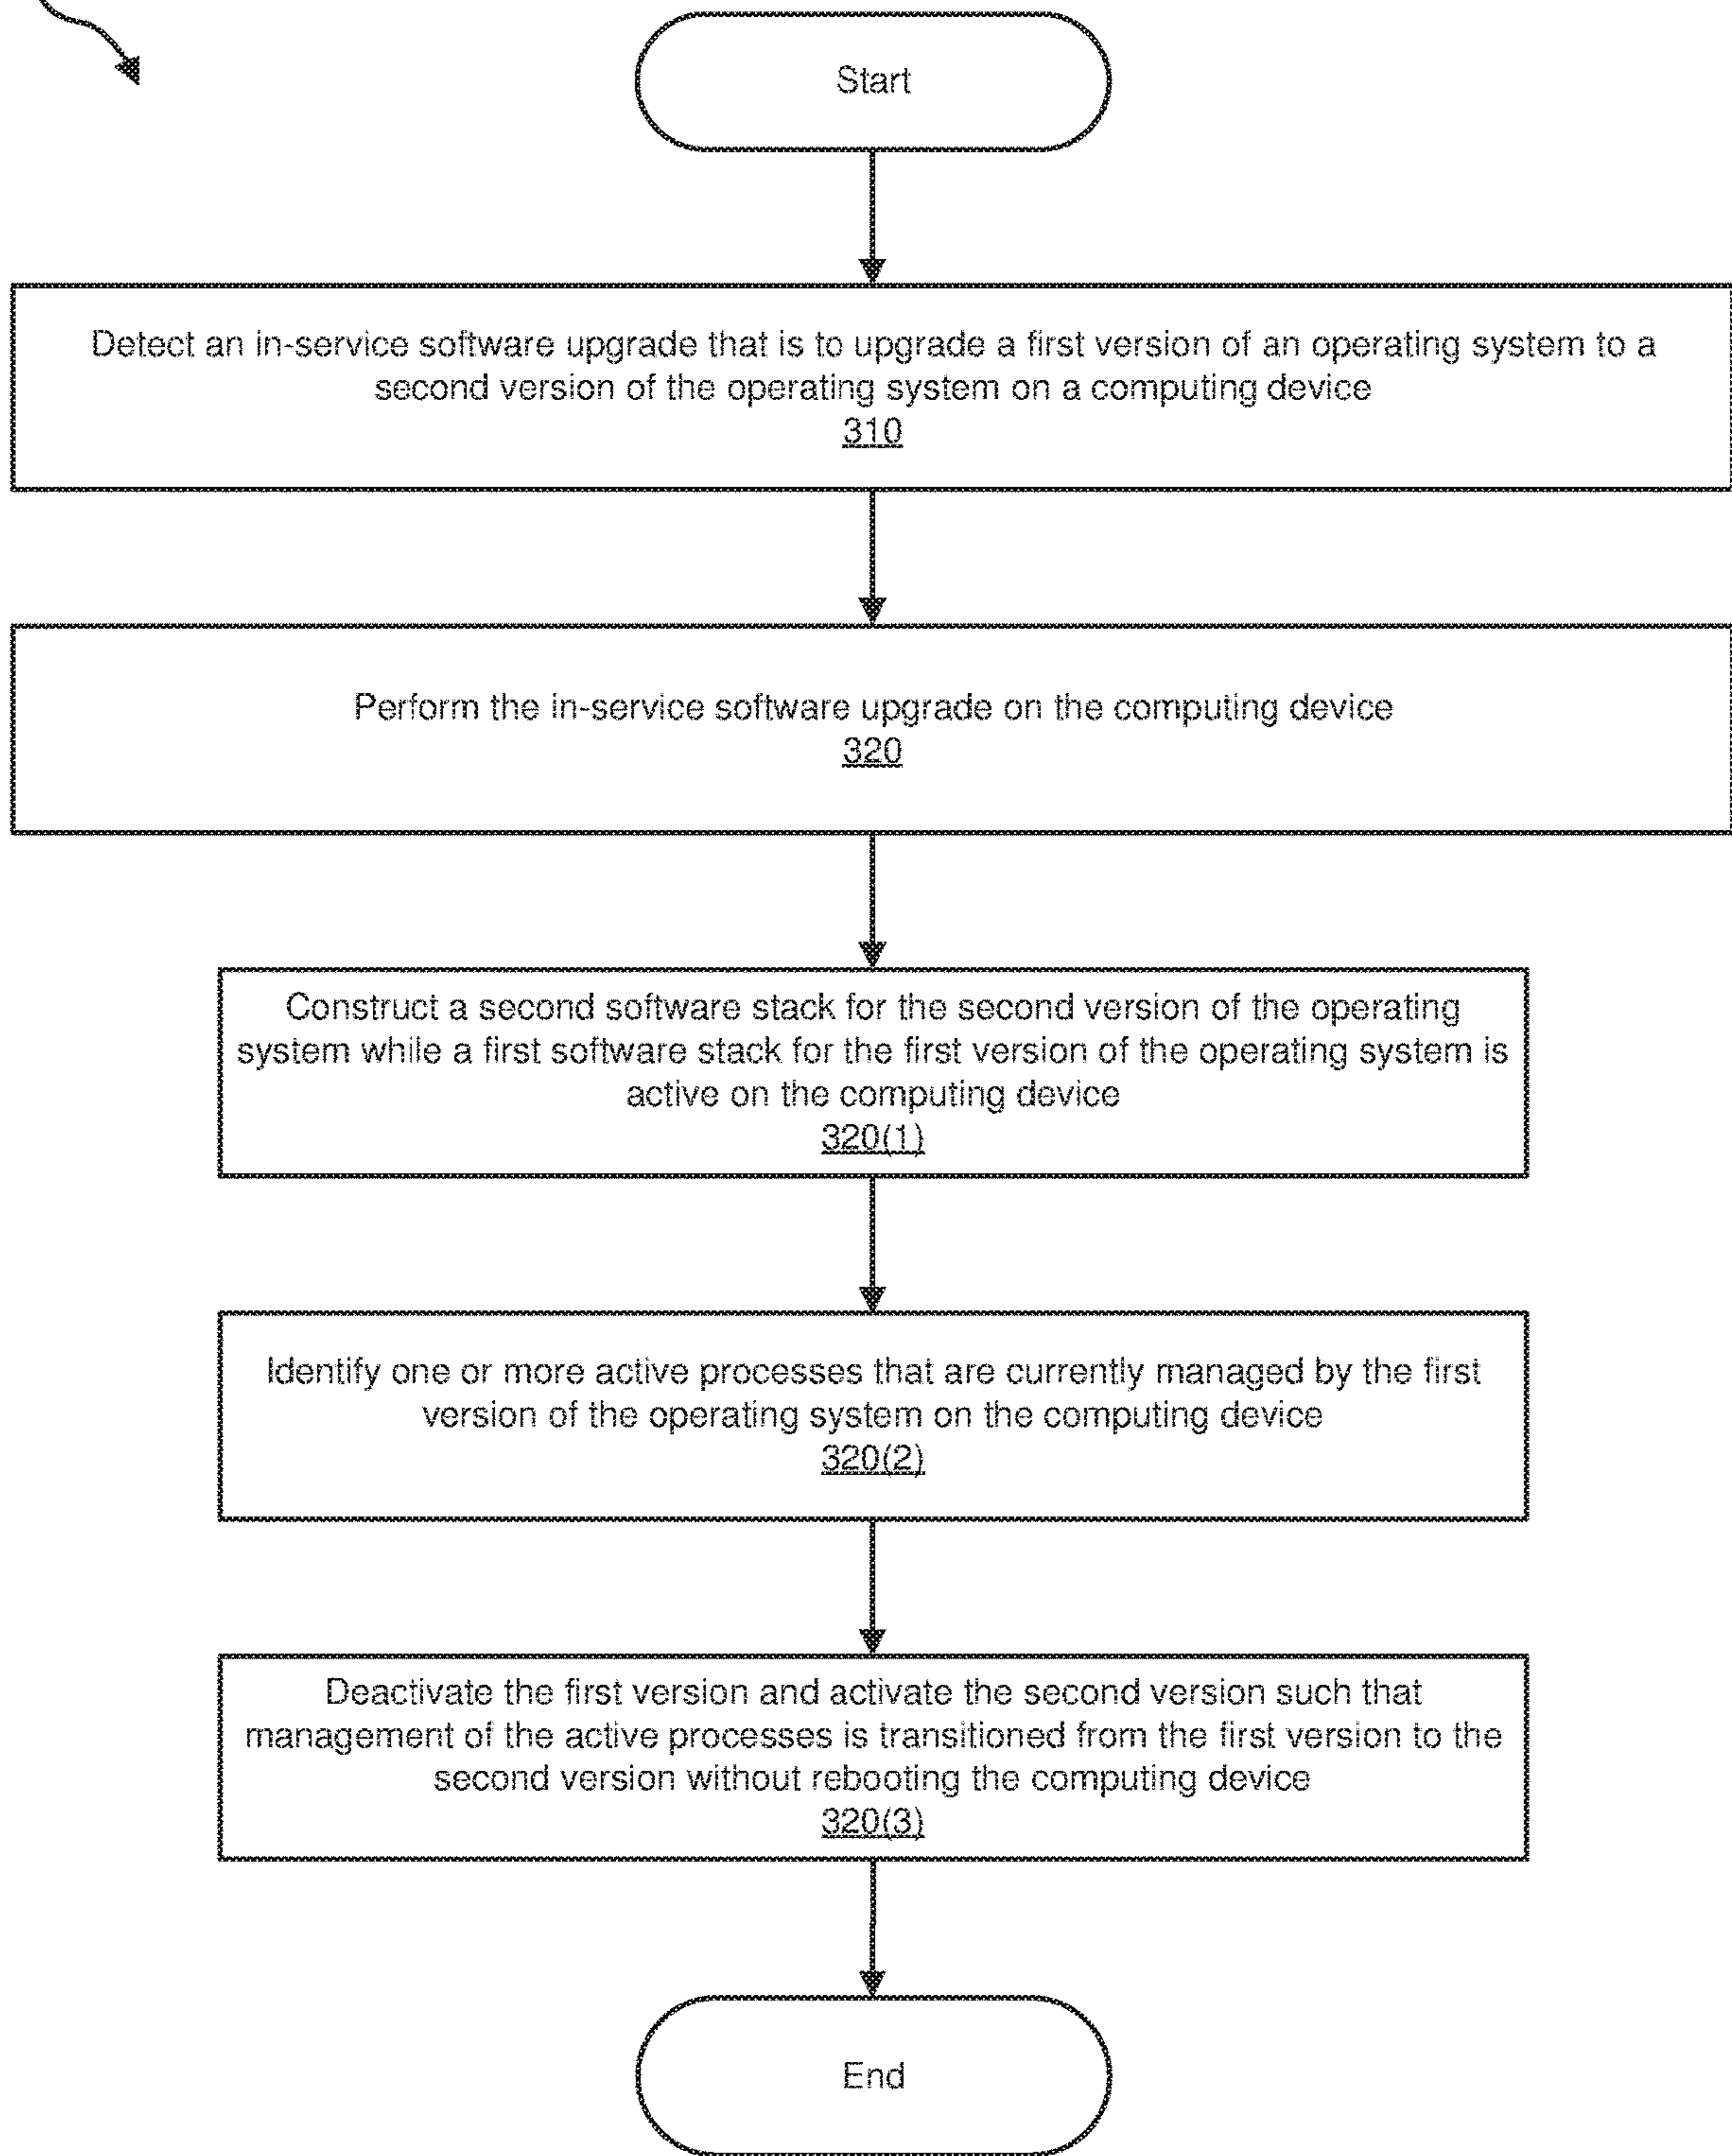 Start
Detect an in-service software upgrade that is to upgrade a first version of an operating system to a
second version of the operating system on a computing device
310
Perform the in-service software upgrade on the computing device
320
Construct a second software stack for the second version of the operating
system while a first software stack for the first version of the operating system is
active on the computing device
320(1)
Identify one or more active processes that are currently managed by the first
version of the operating system on the computing device
320(2)
Deactivate the first version and activate the second version such that
management of the active processes is transitioned from the first version to the
second version without rebooting the computing device
320(3)
End